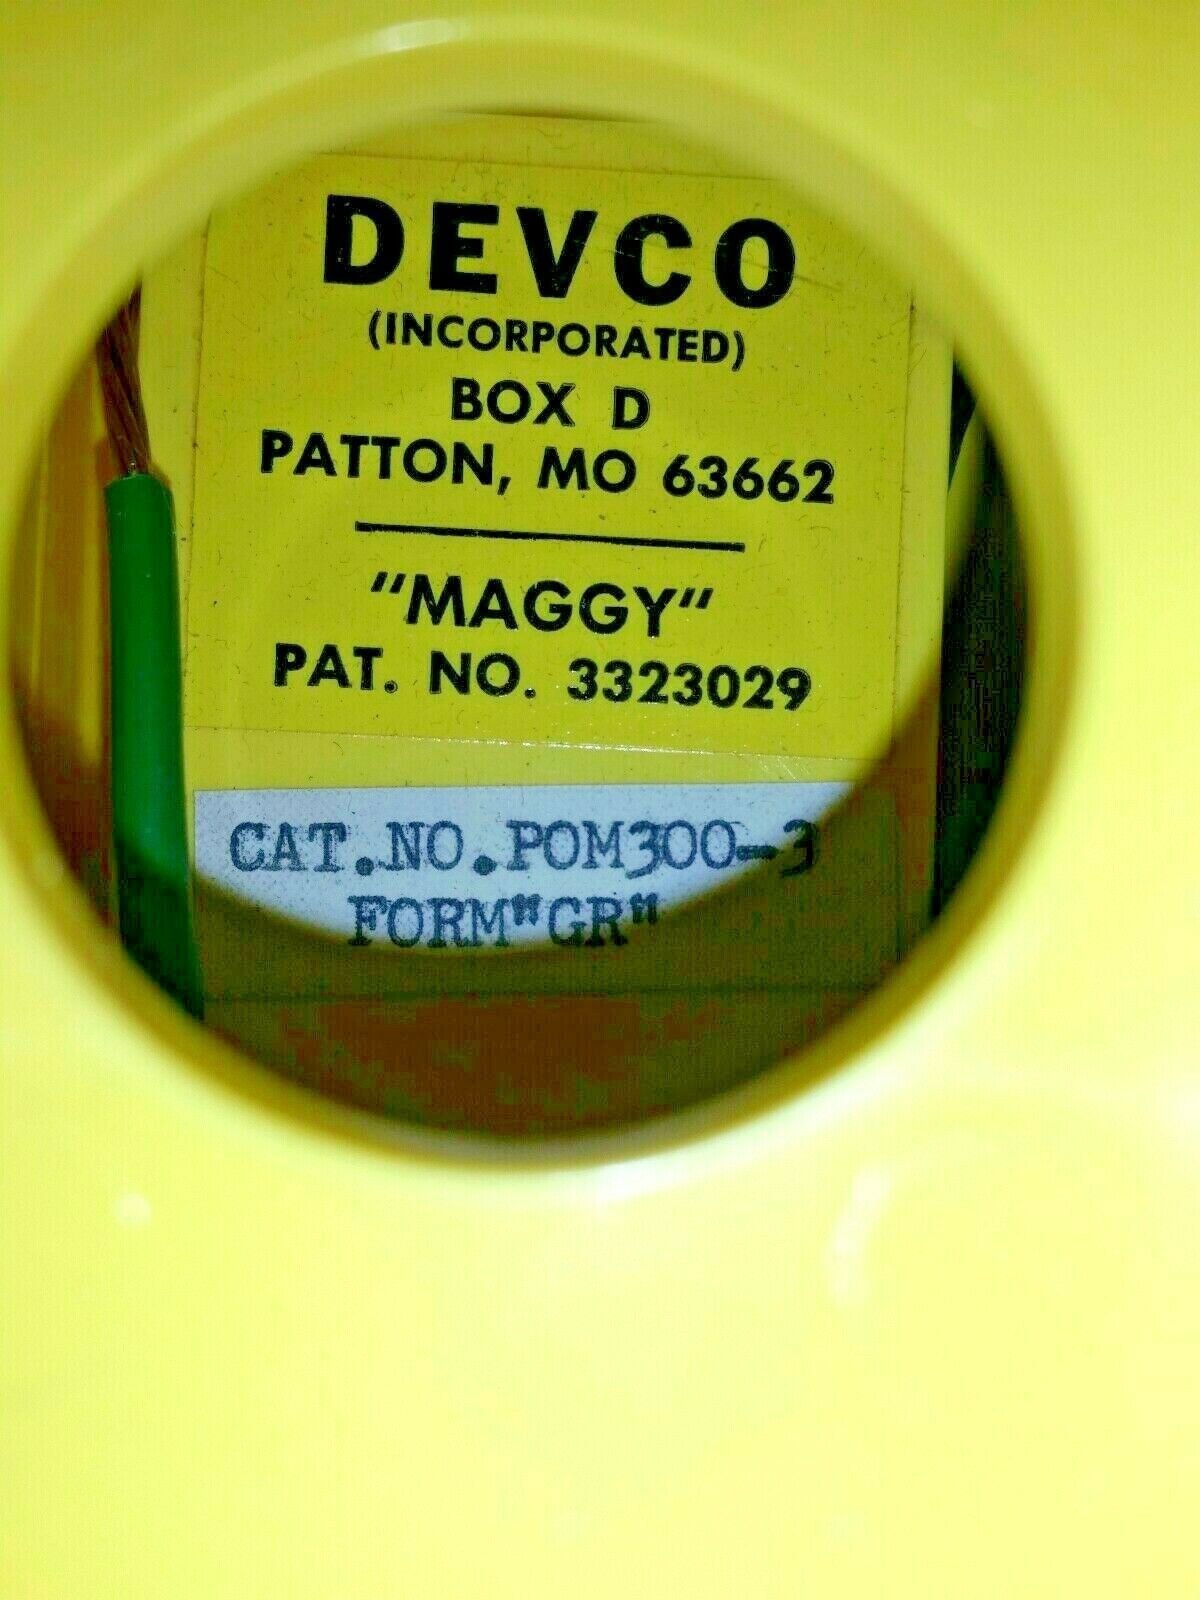 DEVCO
(INCORPORATED)
BOX D
PATTON, MO 63662
"MAGGY"
PAT. NO. 3323029
CAT.NO.POM300-3
FORM"GR"